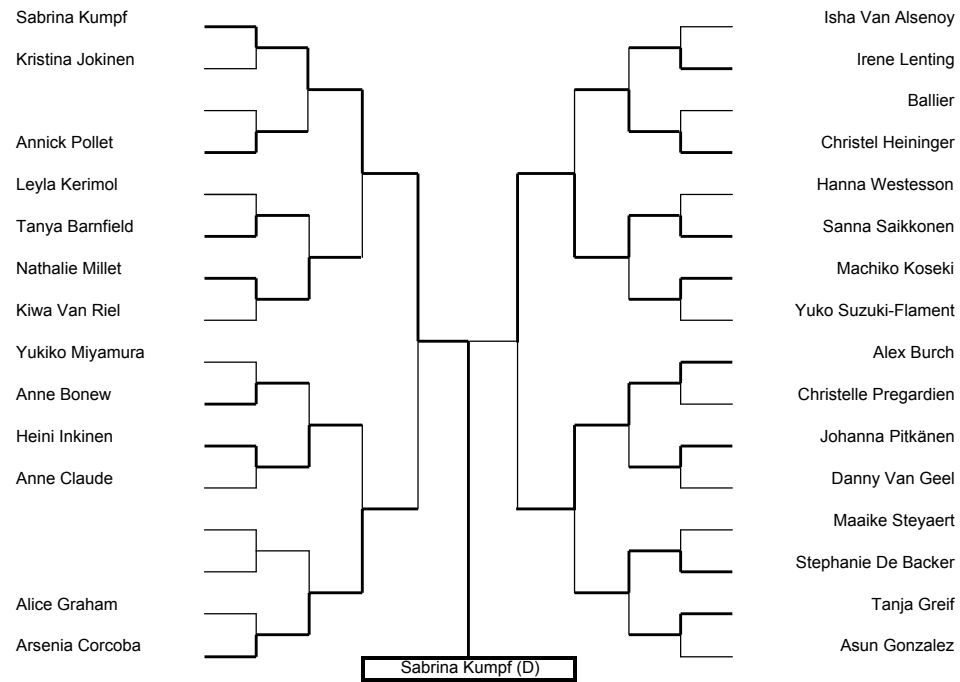 Sabrina Kumpf
Kristina Jokinen
Annick Pollet
Leyla Kerimol
Tanya Barnfield
Nathalie Millet
Kiwa Van Riel
Yukiko Miyamura
Anne Bonew
Heini Inkinen
Anne Claude
Alice Graham
Arsenia Corcoba
Isha Van Alsenoy
Irene Lenting
Ballier
Christel Heininger
Hanna Westesson
Sanna Saikkonen
Machiko Koseki
Yuko Suzuki-Flament
Alex Burch
Christelle Pregardien
Johanna Pitkänen
Danny Van Geel
Maaike Steyaert
Stephanie De Backer
Tanja Greif
Asun Gonzalez
Sabrina Kumpf (D)